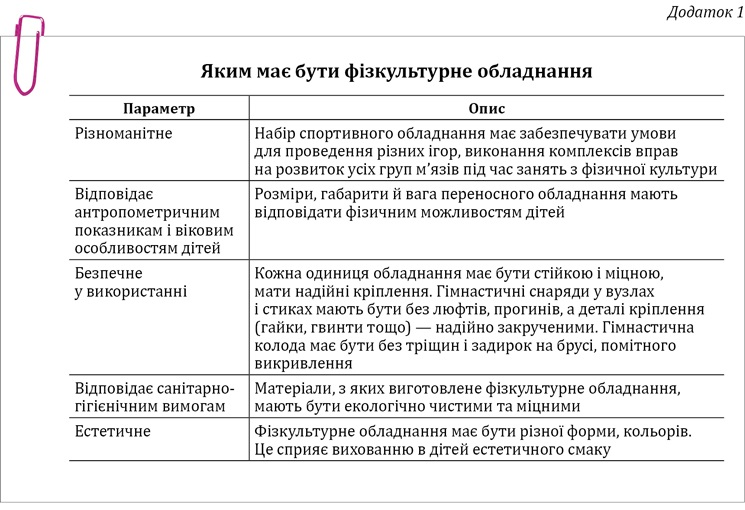 Додаток 1
Яким має бути фізкультурне обладнання
Параметр
Опис
Різноманітне
Набір спортивного обладнання має забезпечувати умови
для проведення різних ігор, виконання комплексів вправ
на розвиток усіх груп м’язів під час занять з фізичної культури
Відповідає
антропометричним
показникам і віковим
особливостям дітей
Розміри, габарити й вага переносного обладнання мають
відповідати фізичним можливостям дітей
Безпечне
у використанні
Кожна одиниця обладнання має бути стійкою і міцною,
мати надійні кріплення. Гімнастичні снаряди у вузлах
і стиках мають бути без люфтів, прогинів, а деталі кріплення
(гайки, гвинти тощо) — надійно закрученими. Гімнастична
колода має бути без тріщин і задирок на брусі, помітного
викривлення
Відповідає санітарно-
гігієнічним вимогам
Матеріали, з яких виготовлене фізкультурне обладнання,
мають бути екологічно чистими та міцними
Естетичне
Фізкультурне обладнання має бути різної форми, кольорів.
Це сприяє вихованню в дітей естетичного смаку